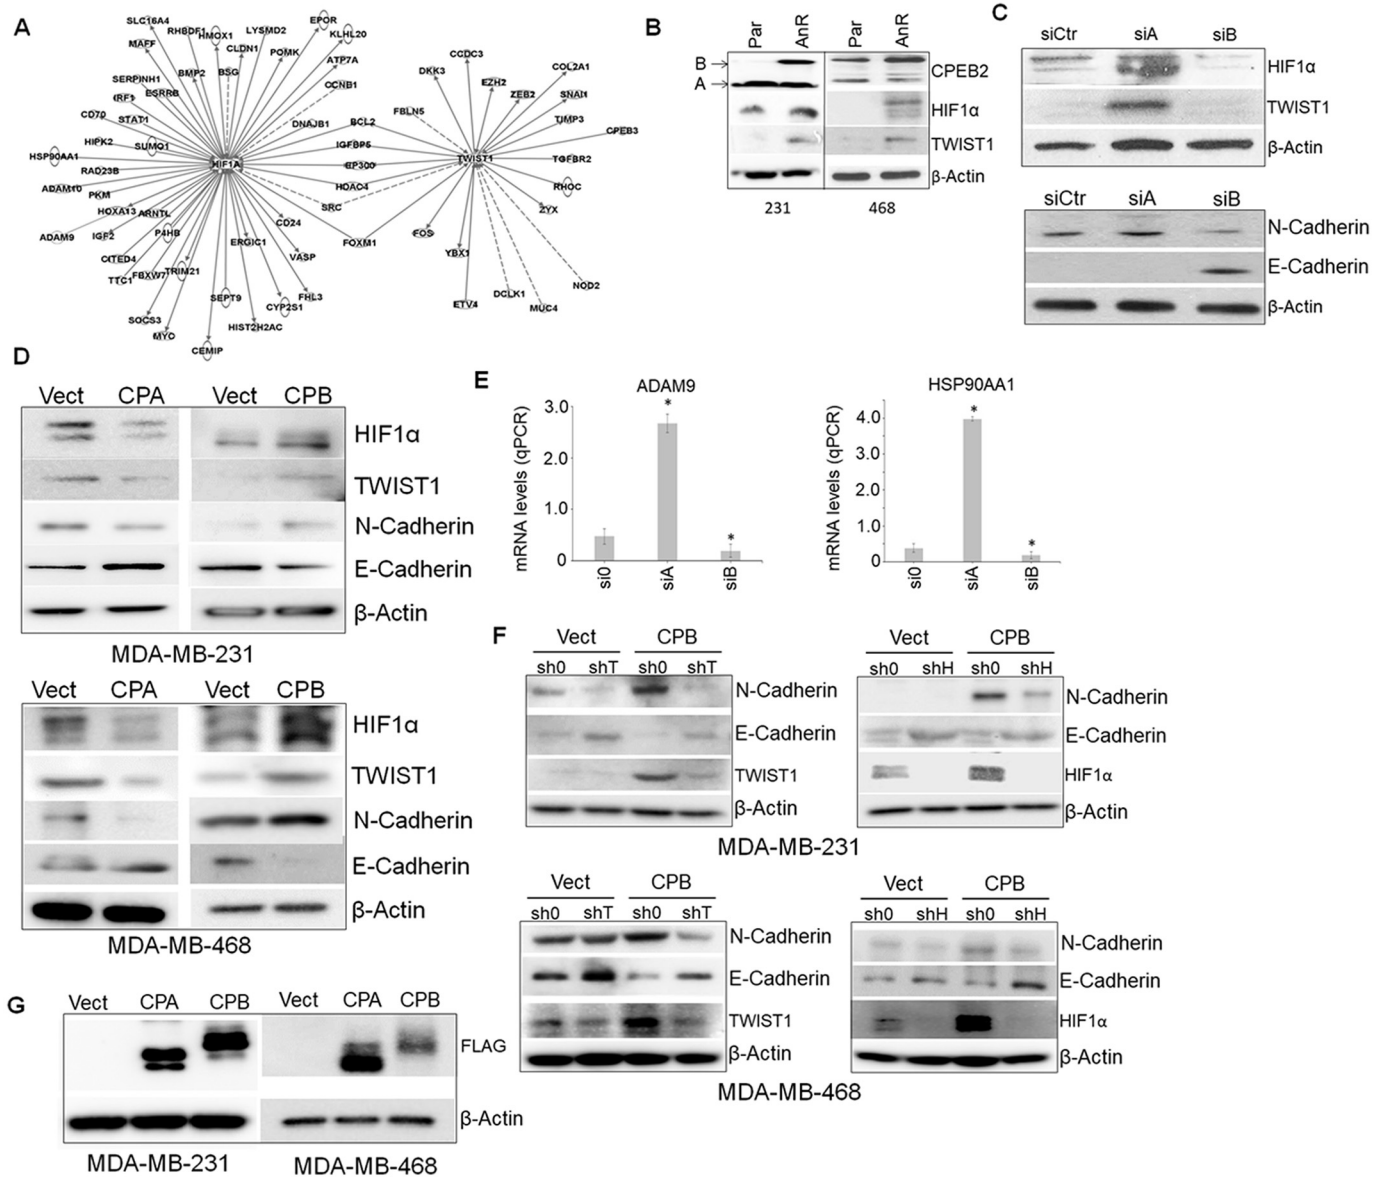 A
SLC16A4
RHBDF1
HMOX1
LYSMD2
EPOR
MAFF
CLDN1
POMK
KLHL20
BMP2
BSG
ATP7A
SERPINH1
ESRRB
CCNB1
IRF1
CD70
STAT1
DNAJB1
BCL2
FBLN5
HIPK2
SUMO1
IGFBP5
HSP90AA1
HIF1A
EP300
RAD23B
HDAC4
ADAM10
PKM
SRC
HOXA13
ARNTL
CD24
ADAM9
IGF2
P4HB
ERGIC1
FOXM1
CITED4
VASP
TTC1
FBXW7
TRIM21
SEPT9
FHL3
CYP2S1
SOCS3
HIST2H2AC
MYC
CEMIP
CCDC3
DKK3
EZH2
COL2A1
ZEB2
SNAI1
TIMP3
CPEB3
TWIST1
TGFBR2
RHOC
ZYX
FOS
YBX1
NOD2
DCLK1
ETV4
MUC4
B
Par
AnR
Par
AnR
B
A
CPEB2
HIF1α
TWIST1
β-Actin
231
468
C
siCtr
siA
siB
HIF1α
TWIST1
β-Actin
siCtr
siA
siB
N-Cadherin
E-Cadherin
β-Actin
D
Vect
CPA
Vect
CPB
HIF1α
TWIST1
N-Cadherin
E-Cadherin
β-Actin
MDA-MB-231
Vect
CPA
Vect
CPB
HIF1α
TWIST1
N-Cadherin
E-Cadherin
β-Actin
MDA-MB-468
E
ADAM9
mRNA levels (qPCR)
3.0
2.0
1.0
0
*
*
si0
siA
siB
HSP90AA1
mRNA levels (qPCR)
4.0
3.0
2.0
1.0
0
*
*
si0
siA
siB
F
Vect
CPB
sh0
shT
sh0
shT
N-Cadherin
E-Cadherin
TWIST1
β-Actin
Vect
CPB
sh0
shH
sh0
shH
N-Cadherin
E-Cadherin
HIF1α
β-Actin
MDA-MB-231
Vect
CPB
sh0
shT
sh0
shT
N-Cadherin
E-Cadherin
TWIST1
β-Actin
Vect
CPB
sh0
shH
sh0
shH
N-Cadherin
E-Cadherin
HIF1α
β-Actin
MDA-MB-468
G
Vect
CPA
CPB
Vect
CPA
CPB
FLAG
β-Actin
MDA-MB-231
MDA-MB-468